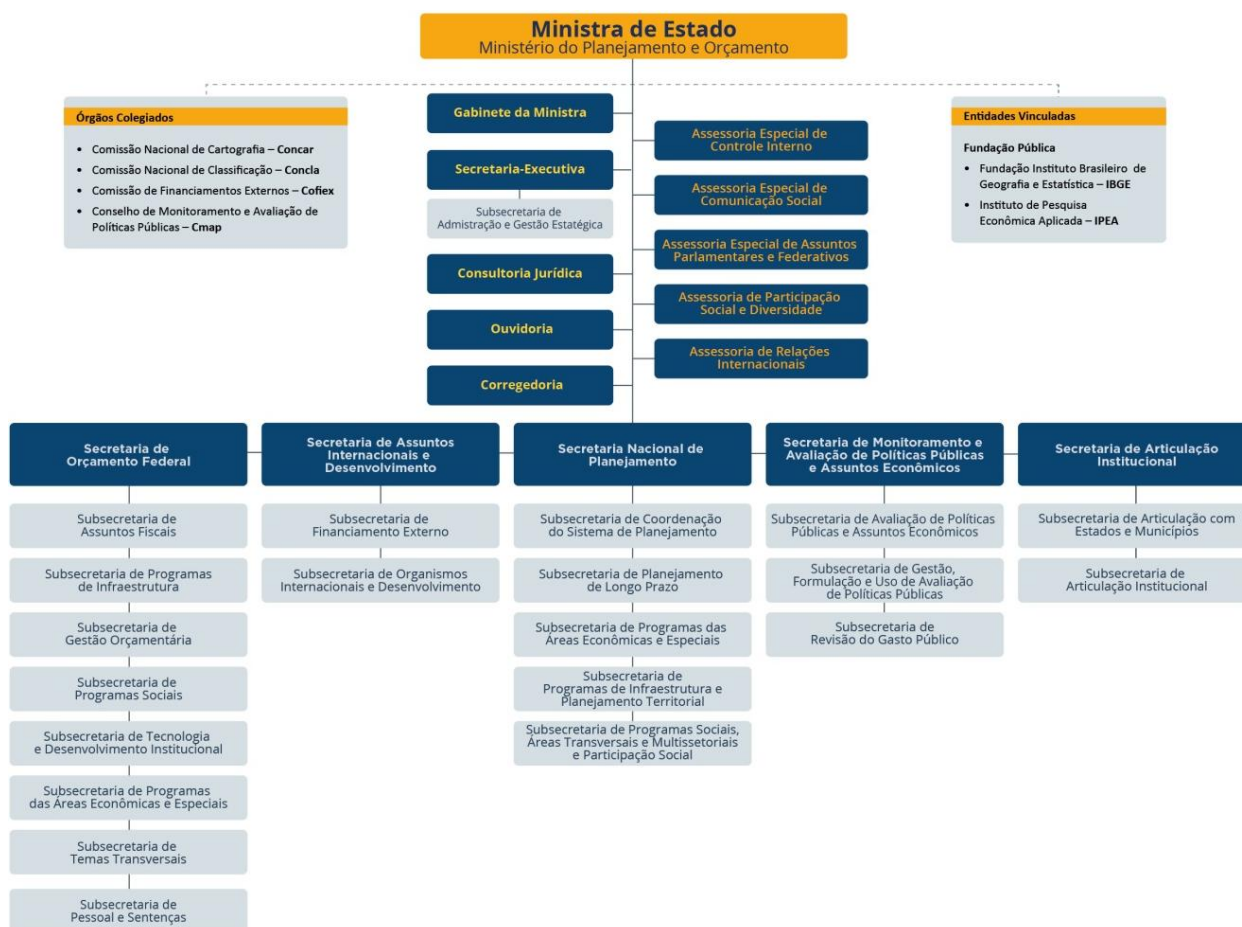 Ministra de Estado
Ministério do Planejamento e Orçamento
Órgãos Colegiados
• Comissão Nacional de Cartografia – Concar
• Comissão Nacional de Classificação – Concla
• Comissão de Financiamentos Externos – Cofiex
• Conselho de Monitoramento e Avaliação de
Políticas Públicas – Cmap
Gabinete da Ministra
Secretaria-Executiva
Subsecretaria de
Admistração e Gestão Estatégica
Consultoria Jurídica
Ouvidoria
Corregedoria
Assessoria Especial de
Controle Interno
Assessoria Especial de
Comunicação Social
Assessoria Especial de Assuntos
Parlamentares e Federativos
Assessoria de Participação
Social e Diversidade
Assessoria de Relações
Internacionais
Entidades Vinculadas
Fundação Pública
• Fundação Instituto Brasileiro de
Geografia e Estatística – IBGE
• Instituto de Pesquisa
Econômica Aplicada – IPEA
Secretaria de
Orçamento Federal
Subsecretaria de
Assuntos Fiscais
Subsecretaria de Programas
de Infraestrutura
Subsecretaria de
Gestão Orçamentária
Subsecretaria de
Programas Sociais
Subsecretaria de Tecnologia
e Desenvolvimento Institucional
Subsecretaria de Programas
das Áreas Econômicas e Especiais
Subsecretaria de
Temas Transversais
Subsecretaria de
Pessoal e Sentenças
Secretaria de Assuntos
Internacionais e
Desenvolvimento
Subsecretaria de
Financiamento Externo
Subsecretaria de Organismos
Internacionais e Desenvolvimento
Secretaria Nacional de
Planejamento
Subsecretaria de Coordenação
do Sistema de Planejamento
Subsecretaria de Planejamento
de Longo Prazo
Subsecretaria de Programas das
Áreas Econômicas e Especiais
Subsecretaria de
Programas de Infraestrutura e
Planejamento Territorial
Subsecretaria de Programas Sociais,
Áreas Transversais e Multissetoriais
e Participação Social
Secretaria de Monitoramento e
Avaliação de Políticas Públicas
e Assuntos Econômicos
Subsecretaria de Avaliação de Políticas
Públicas e Assuntos Econômicos
Subsecretaria de Gestão,
Formulação e Uso de Avaliação
de Políticas Públicas
Subsecretaria de
Revisão do Gasto Público
Secretaria de Articulação
Institucional
Subsecretaria de Articulação com
Estados e Municípios
Subsecretaria de
Articulação Institucional